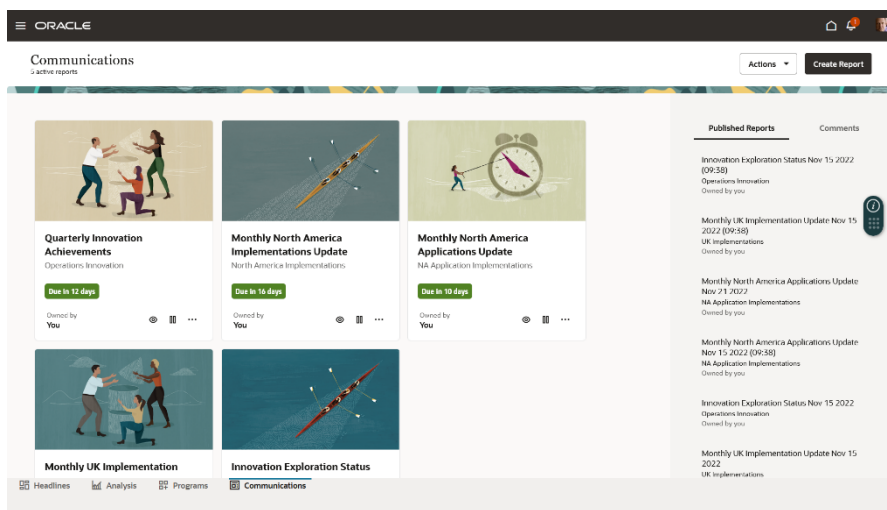 ORACLE
1
Communications
5 active reports
Actions
Create Report
Quarterly Innovation
Achievements
Operations Innovation
Due In 12 days
Owned by
You
Monthly North America
Implementations Update
North America Implementations
Due In 16 days
Owned by
You
Monthly North America
Applications Update
NA Application Implementations
Due In 10 days
Owned by
You
Monthly UK Implementation
Innovation Exploration Status
Published Reports
Comments
Innovation Exploration Status Nov 15 2022
(09:38)
Operations Innovation
Owned by you
Monthly UK Implementation Update Nov 15
2022 (09:38)
UK Implementations
Owned by you
Monthly North America Applications Update
Nov 21 2022
NA Application Implementations
Owned by you
Monthly North America Applications Update
Nov 15 2022 (09:38)
NA Application Implementations
Owned by you
Innovation Exploration Status Nov 15 2022
Operations Innovation
Owned by you
Monthly UK Implementation Update Nov 15
2022
UK Implementations
Headlines
Analysis
Programs
Communications